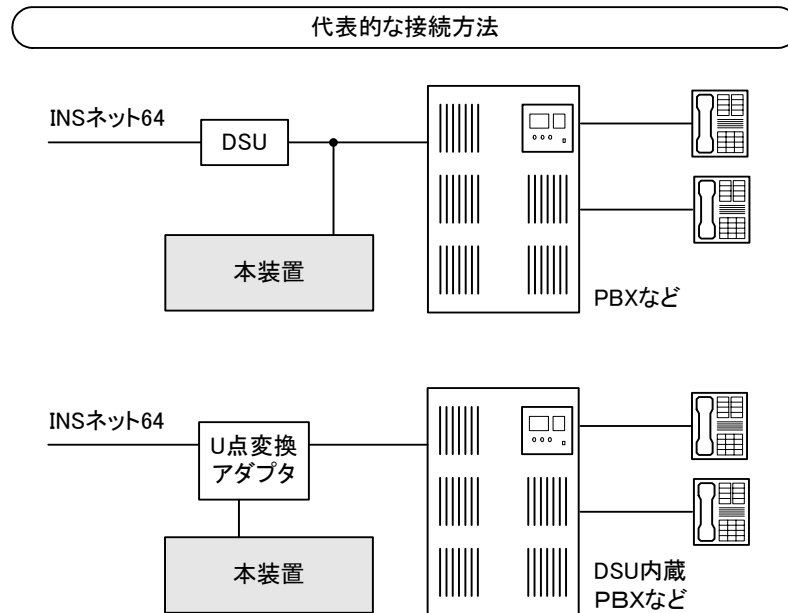 代表的な接続方法
INSネット64
DSU
本装置
PBXなど
INSネット64
U点変換
アダプタ
本装置
DSU内蔵
PBXなど